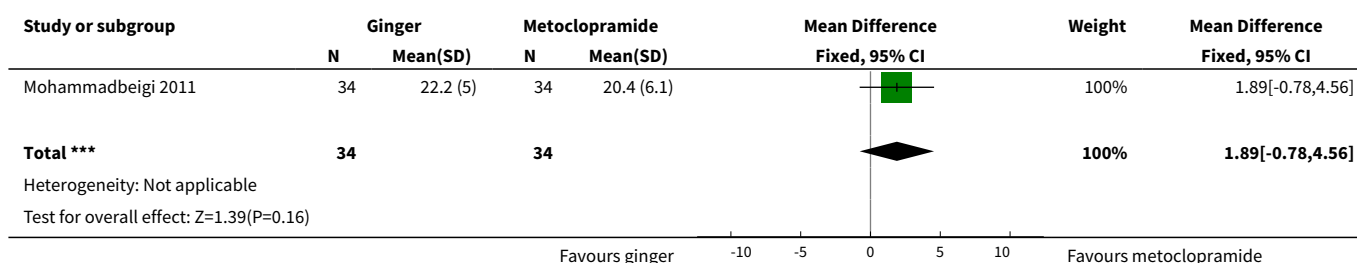 Study or subgroup Ginger Metoclopramide Mean Difference Weight Mean Difference
N Mean(SD) N Mean(SD) Fixed, 95% CI Fixed, 95% CI
Mohammadbeigi 2011 34 22.2 (5) 34 20.4 (6.1) 100% 1.89[-0.78,4.56]
Total *** 34 34 100% 1.89[-0.78,4.56]
Heterogeneity: Not applicable
Test for overall effect: Z=1.39(P=0.16)
Favours ginger -10 -5 0 5 10 Favours metoclopramide